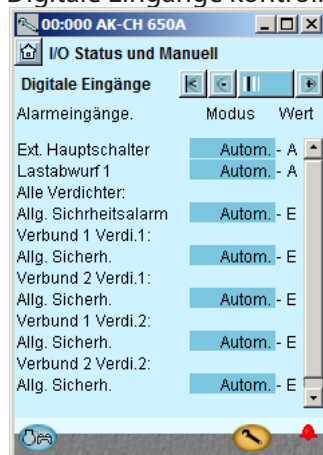 Digitale Eingänge kontroll
00:000 AK-CH 650A
I/O Status und Manuell
Digitale Eingänge
Alarmeingänge. Modus Wert
Ext. Hauptschalter Autom. - A
Lastabwurf 1 Autom. - A
Alle Verdichter:
Allg. Sichrheitsalarm Autom. - E
Verbund 1 Verdi.1:
Allg. Sicherh. Autom. - E
Verbund 2 Verdi.1:
Allg. Sicherh. Autom. - E
Verbund 1 Verdi.2:
Allg. Sicherh. Autom. - E
Verbund 2 Verdi.2:
Allg. Sicherh. Autom. - E